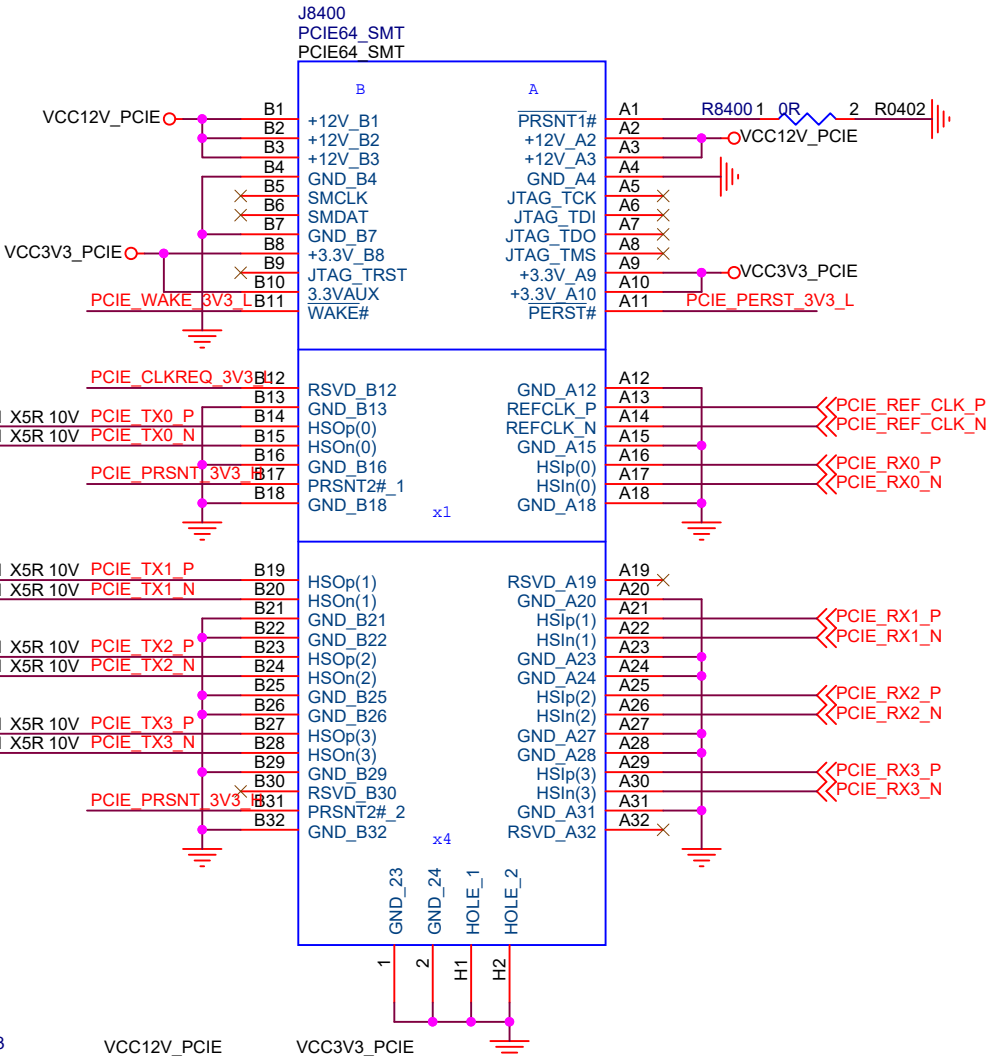 J8400
PCIE64_SMT
PCIE64_SMT
B A
VCC12V_PCIE B1 +12V_B1 PRSNT1# A1 R8400 1 0R 2 R0402
B2 +12V_B2 +12V_A2 A2 VCC12V_PCIE
B3 +12V_B3 +12V_A3 A3
B4 GND_B4 GND_A4 A4
B5 SMCLK JTAG_TCK A5
B6 SMDAT JTAG_TDI A6
B7 GND_B7 JTAG_TDO A7
VCC3V3_PCIE B8 +3.3V_B8 JTAG_TMS A8
B9 JTAG_TRST +3.3V_A9 A9 VCC3V3_PCIE
B10 3.3VAUX +3.3V_A10 A10
PCIE_WAKE_3V3_L B11 WAKE# PERST# A11 PCIE_PERST_3V3_L
PCIE_CLKREQ_3V3_L B12 RSVD_B12 GND_A12 A12
B13 GND_B13 REFCLK_P A13 PCIE_REF_CLK_P
X5R 10V PCIE_TX0_P B14 HSOp(0) REFCLK_N A14 PCIE_REF_CLK_N
X5R 10V PCIE_TX0_N B15 HSOn(0) GND_A15 A15
B16 GND_B16 HSIp(0) A16 PCIE_RX0_P
PCIE_PRSNT_3V3_H B17 PRSNT2#_1 HSIn(0) A17 PCIE_RX0_N
B18 GND_B18 GND_A18 A18
x1
X5R 10V PCIE_TX1_P B19 HSOp(1) RSVD_A19 A19
X5R 10V PCIE_TX1_N B20 HSOn(1) GND_A20 A20
B21 GND_B21 HSIp(1) A21 PCIE_RX1_P
B22 GND_B22 HSIn(1) A22 PCIE_RX1_N
X5R 10V PCIE_TX2_P B23 HSOp(2) GND_A23 A23
X5R 10V PCIE_TX2_N B24 HSOn(2) GND_A24 A24
B25 GND_B25 HSIp(2) A25 PCIE_RX2_P
B26 GND_B26 HSIn(2) A26 PCIE_RX2_N
X5R 10V PCIE_TX3_P B27 HSOp(3) GND_A27 A27
X5R 10V PCIE_TX3_N B28 HSOn(3) GND_A28 A28
B29 GND_B29 HSIp(3) A29 PCIE_RX3_P
B30 RSVD_B30 HSIn(3) A30 PCIE_RX3_N
PCIE_PRSNT_3V3_H B31 PRSNT2#_2 GND_A31 A31
B32 GND_B32 RSVD_A32 A32
x4
GND_23 GND_24 HOLE_1 HOLE_2
1 2 H1 H2
VCC12V_PCIE VCC3V3_PCIE